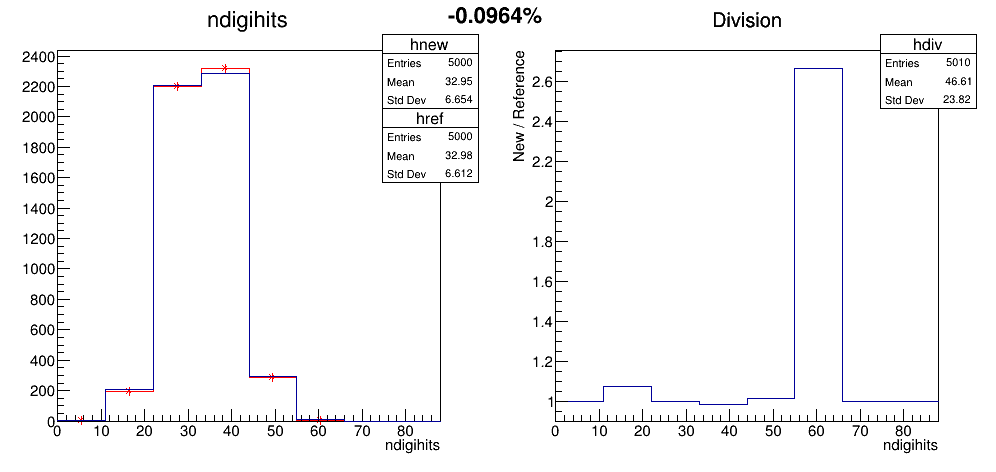 -0.0964%
ndigihits
hnew
Entries 5000
Mean 32.95
Std Dev 6.654
href
Entries 5000
Mean 32.98
Std Dev 6.612
2400
2200
2000
1800
1600
1400
1200
1000
800
600
400
200
0
0 10 20 30 40 50 60 70 80
ndigihits
Division
hdiv
Entries 5010
Mean 46.61
Std Dev 23.82
New / Reference
2.6
2.4
2.2
2
1.8
1.6
1.4
1.2
1
0 10 20 30 40 50 60 70 80
ndigihits